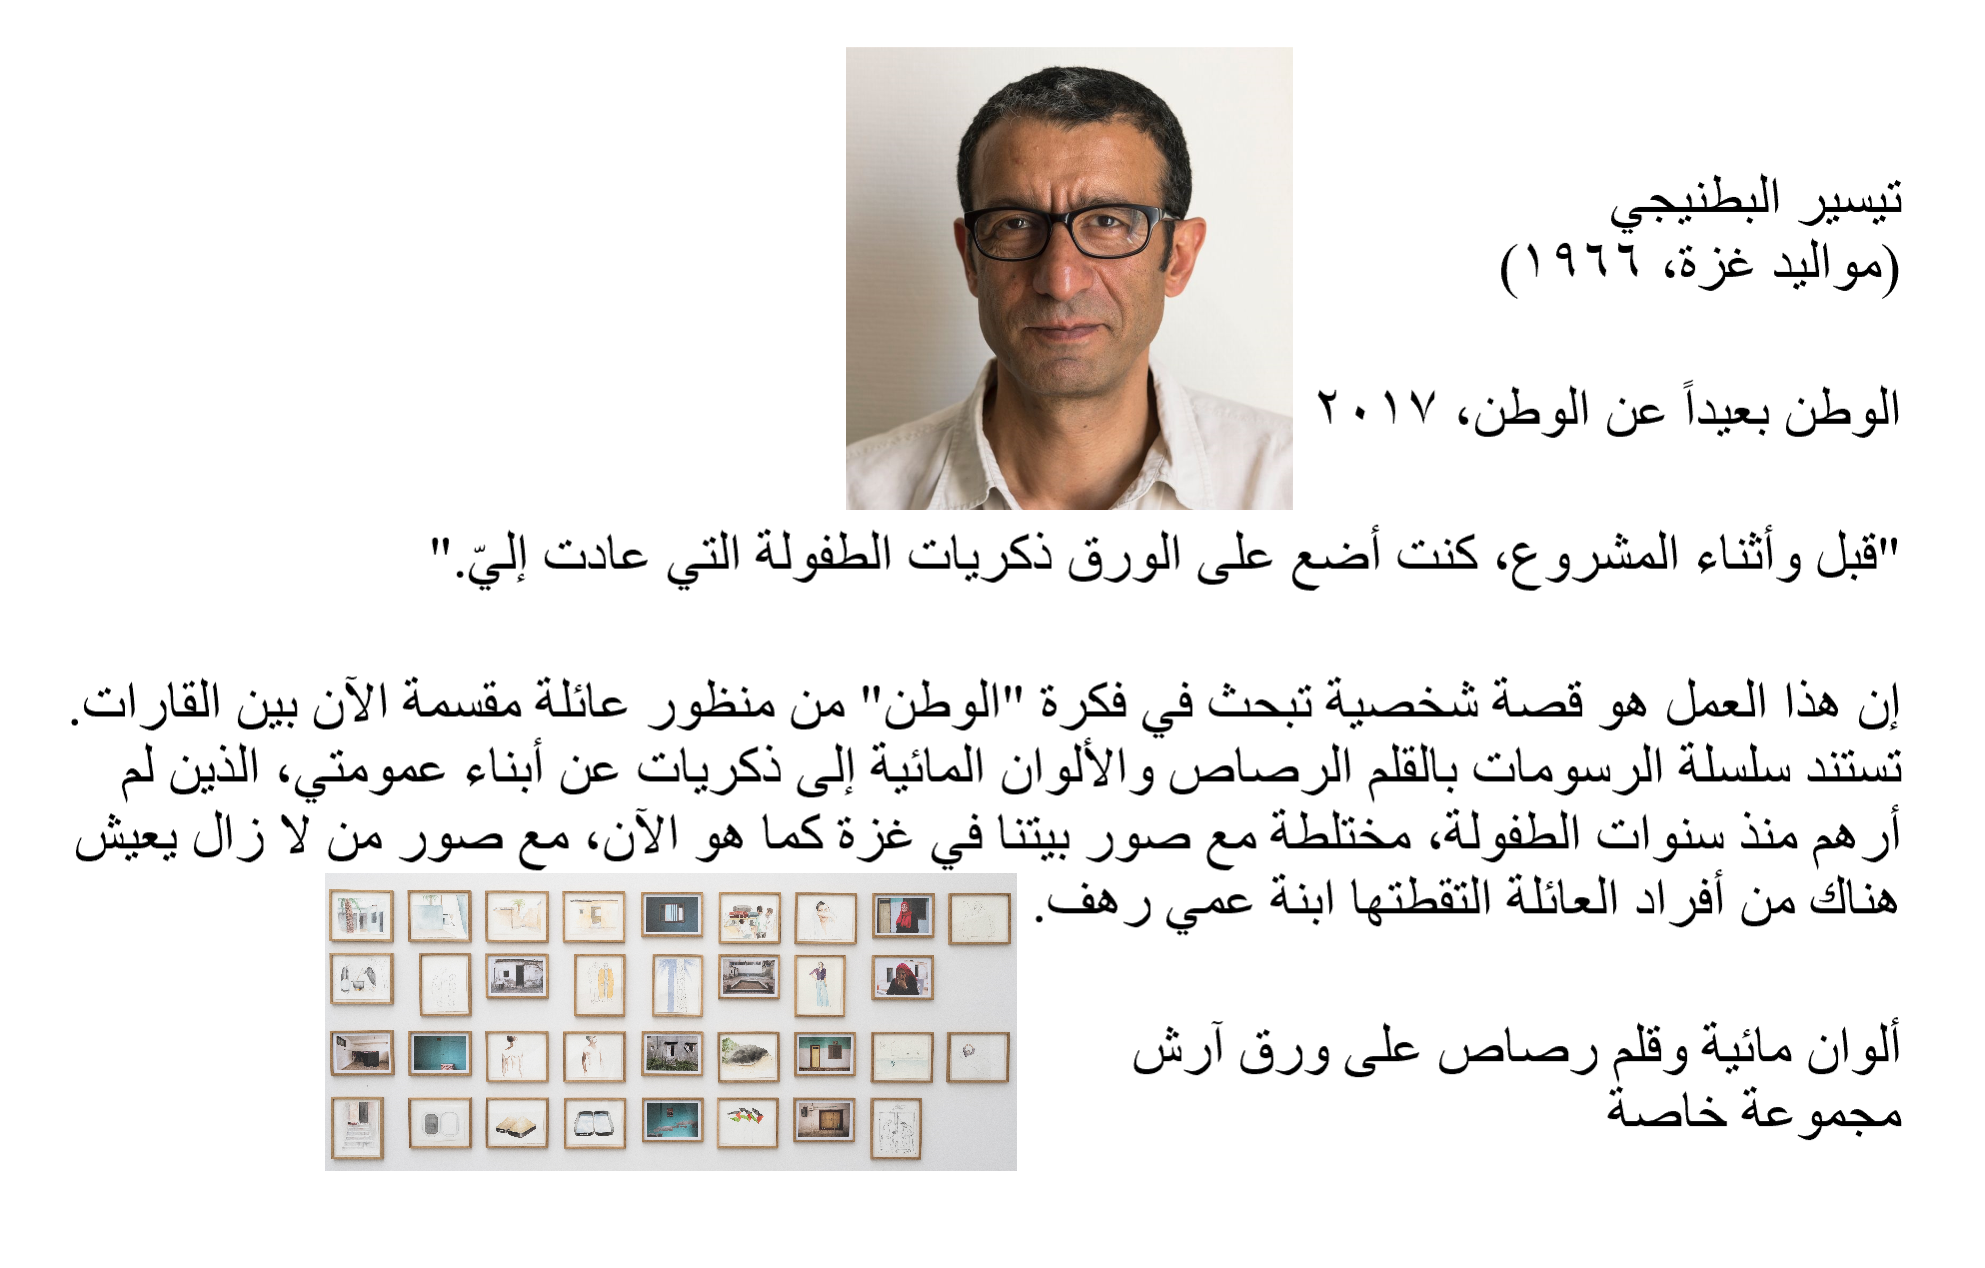 تيسير البطنيجي
(مواليد غزة، ١٩٦٦)
الوطن بعيداً عن الوطن، ٢٠١٧
"قبل وأثناء المشروع، كنت أضع على الورق ذكريات الطفولة التي عادت إليّ."
إن هذا العمل هو قصة شخصية تبحث في فكرة "الوطن" من منظور عائلة مقسمة الآن بين القارات.
تستند سلسلة الرسومات بالقلم الرصاص والألوان المائية إلى ذكريات عن أبناء عمومتي، الذين لم
أرهم منذ سنوات الطفولة، مختلطة مع صور بيتنا في غزة كما هو الآن، مع صور من لا زال يعيش
هناك من أفراد العائلة التقطتها ابنة عمي رهف.
ألوان مائية وقلم رصاص على ورق آرش
مجموعة خاصة